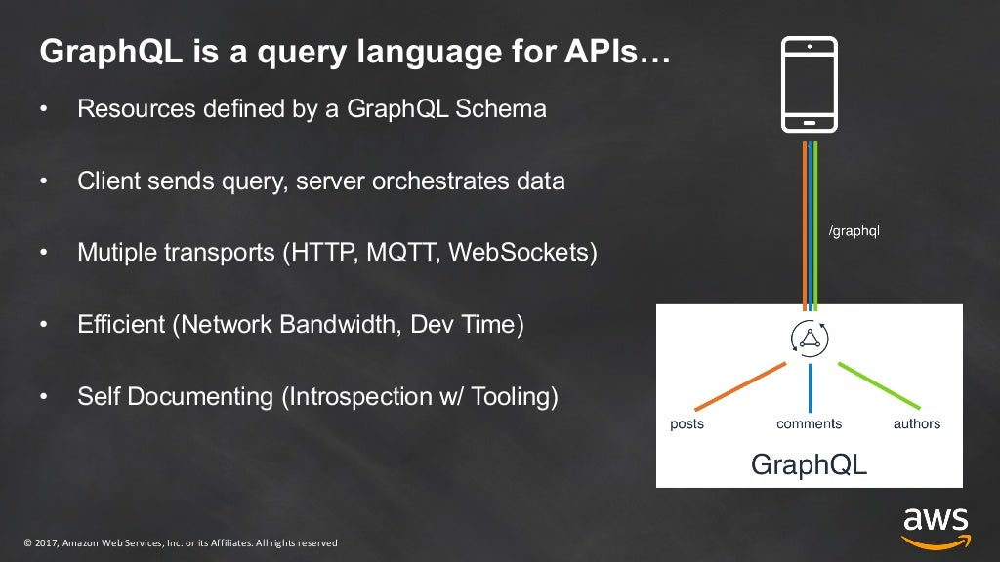 GraphQL is a query language for APIs…
• Resources defined by a GraphQL Schema
• Client sends query, server orchestrates data
• Mutiple transports (HTTP, MQTT, WebSockets)
• Efficient (Network Bandwidth, Dev Time)
• Self Documenting (Introspection w/ Tooling)
/graphql
posts comments authors
GraphQL
aws
© 2017, Amazon Web Services, Inc. or its Affiliates. All rights reserved